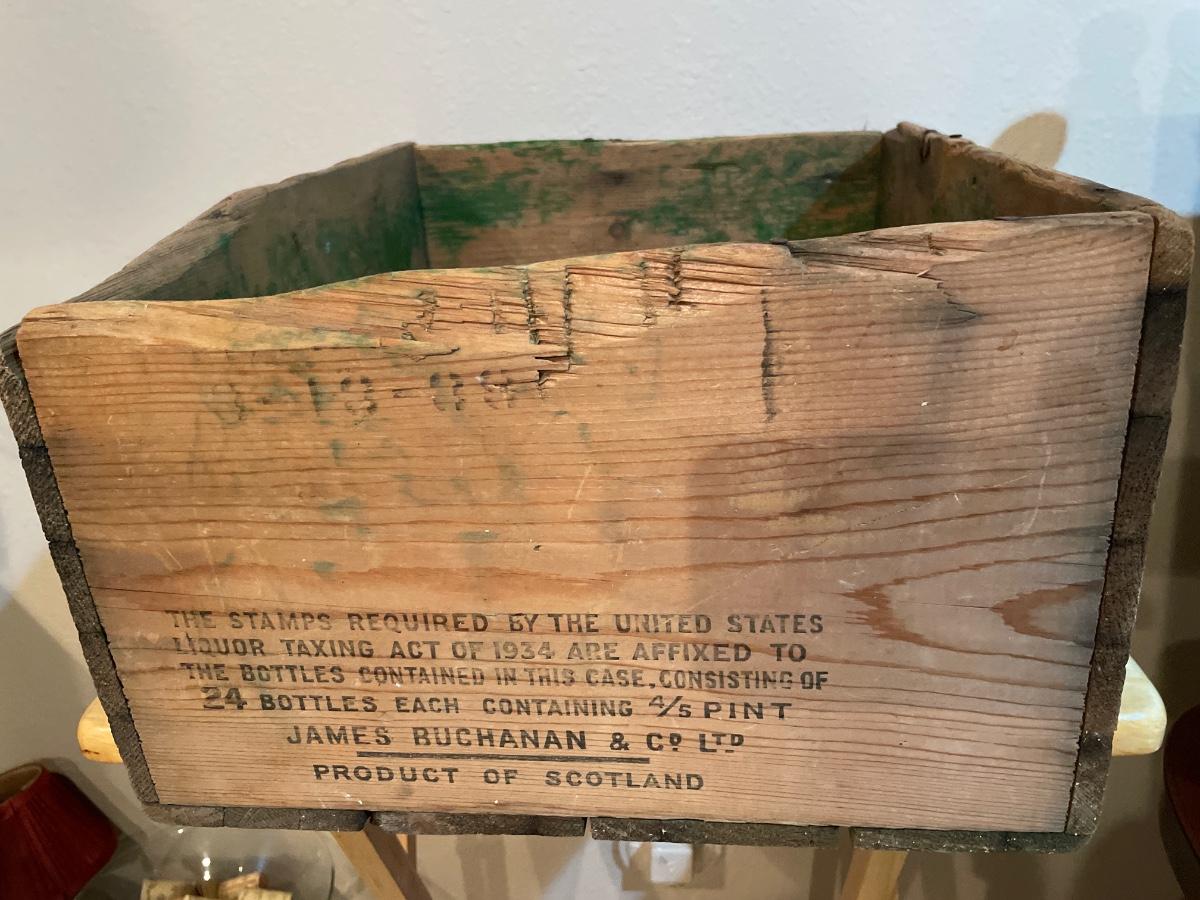 THE STAMPS REQUIRED BY THE UNITED STATES
LIQUOR TAXING ACT OF 1934 ARE AFFIXED TO
THE BOTTLES CONTAINED IN THIS CASE, CONSISTING OF
24 BOTTLES EACH CONTAINING 4/5 PINT
JAMES BUCHANAN & CO LTD
PRODUCT OF SCOTLAND